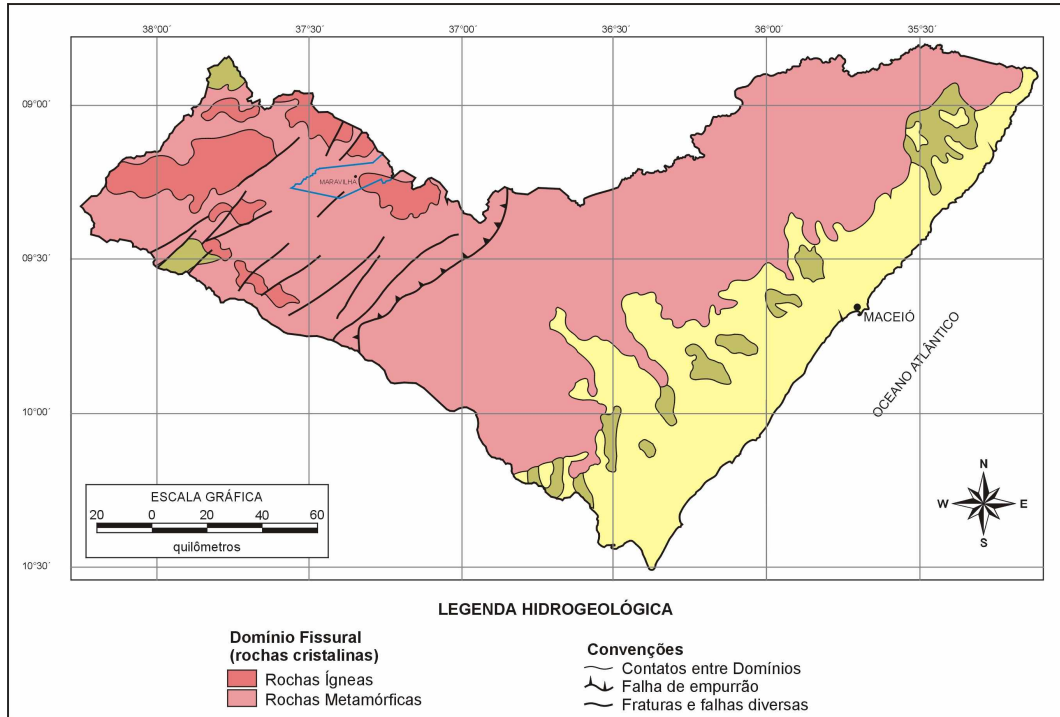 38°00´ 37°30´ 37°00´ 36°30´ 36°00´ 35°30´
09°00´
MARAVILHA
09°30´
MACEIÓ
OCEANO ATLÂNTICO
10°00´
ESCALA GRÁFICA
20 0 20 40 60
quilômetros
N
W E
S
10°30´
LEGENDA HIDROGEOLÓGICA
Domínio Fissural
(rochas cristalinas)
Rochas Ígneas
Rochas Metamórficas
Convenções
Contatos entre Domínios
Falha de empurrão
Fraturas e falhas diversas